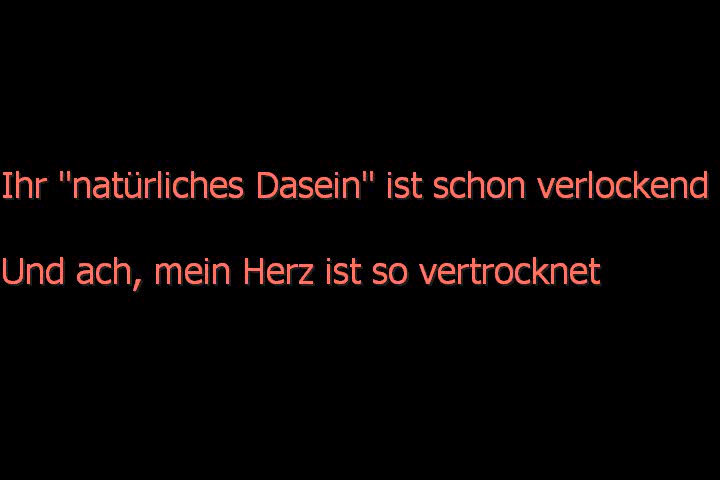 Ihr "natürliches Dasein" ist schon verlockend
Und ach, mein Herz ist so vertrocknet